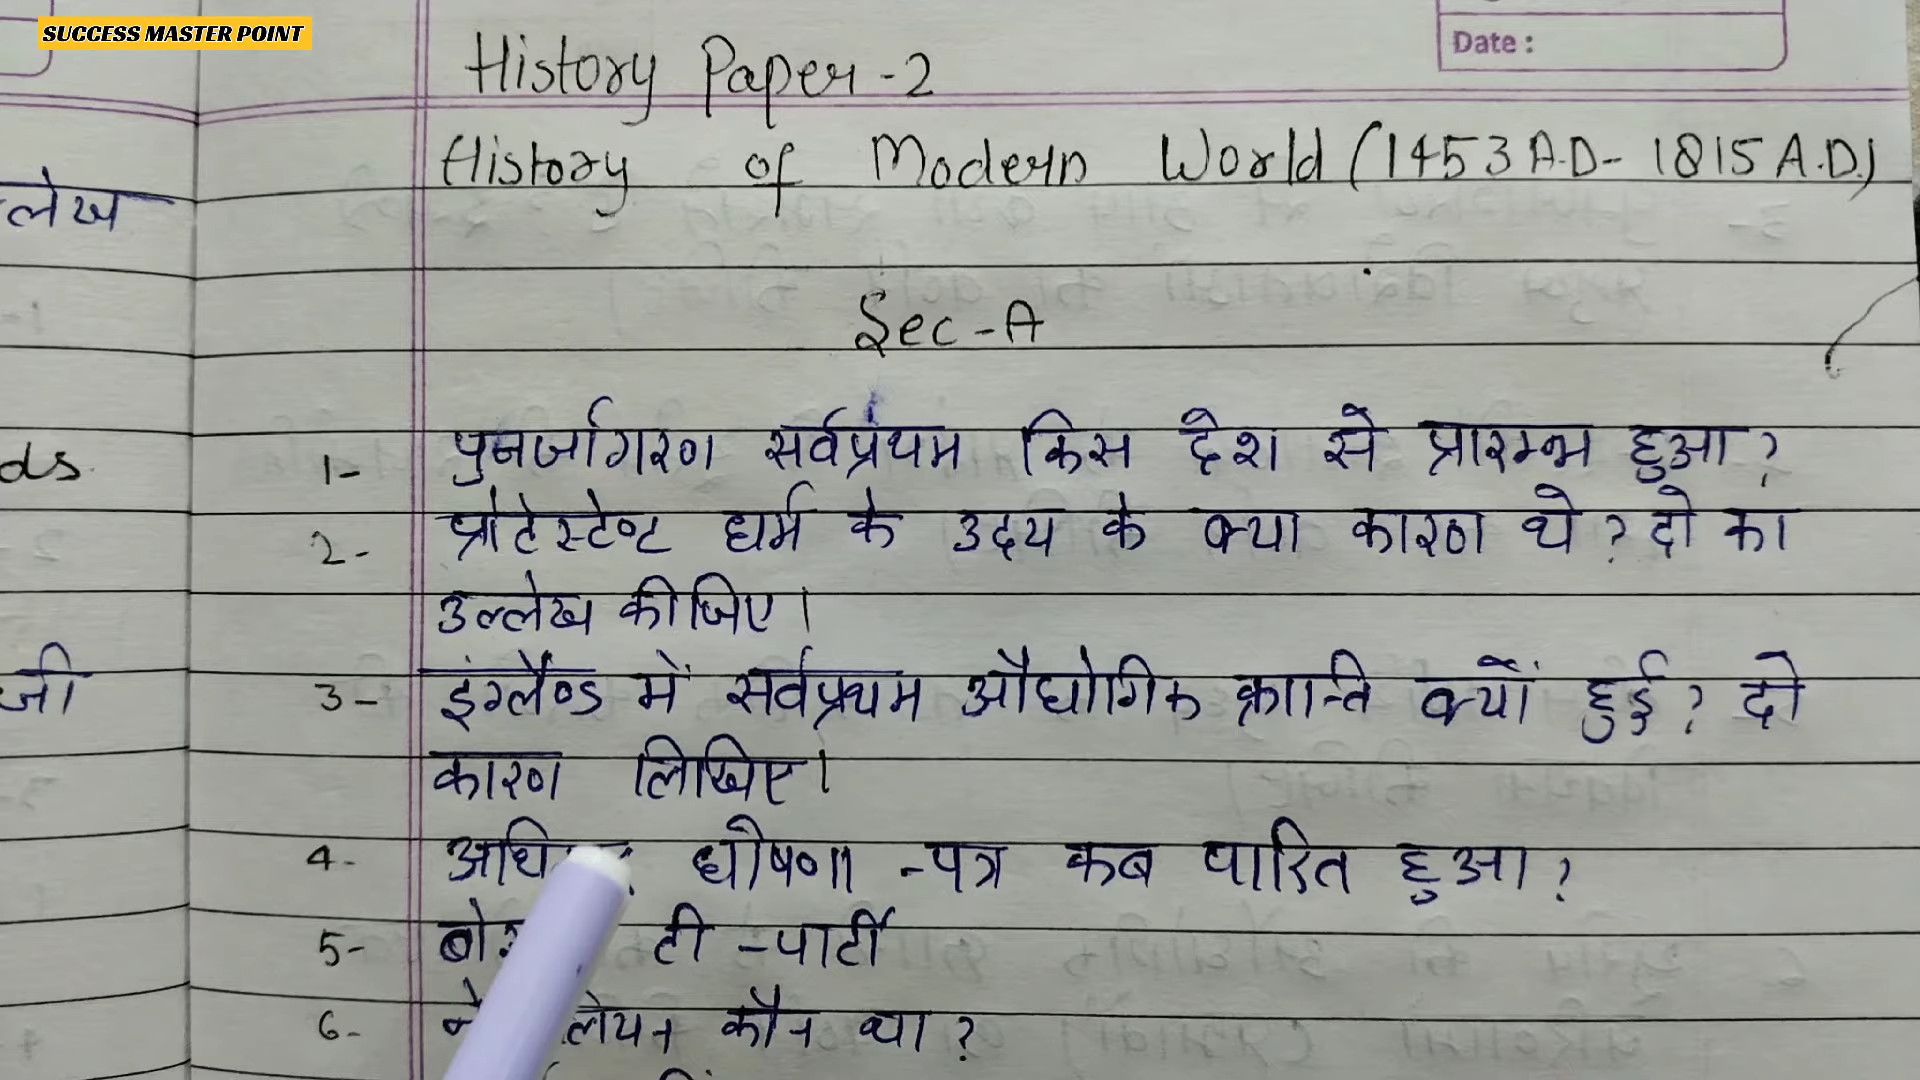 SUCCESS MASTER POINT
Date :
History Paper - 2
History of Modern World (1453 A.D - 1815 A.D.)
लेख
Sec - A
ds
1- पुनर्जागरण सर्वप्रथम किस देश से प्रारम्भ हुआ?
2- प्रोटेस्टेण्ट धर्म के उदय के क्या कारण थे? दो का
उल्लेख कीजिए।
जी
3- इंग्लैण्ड में सर्वप्रथम औद्योगिक क्रान्ति क्यों हुई? दो
कारण लिखिए।
4- घोषणा - पत्र कब पारित हुआ?
5- टी - पार्टी
6- कौन था?